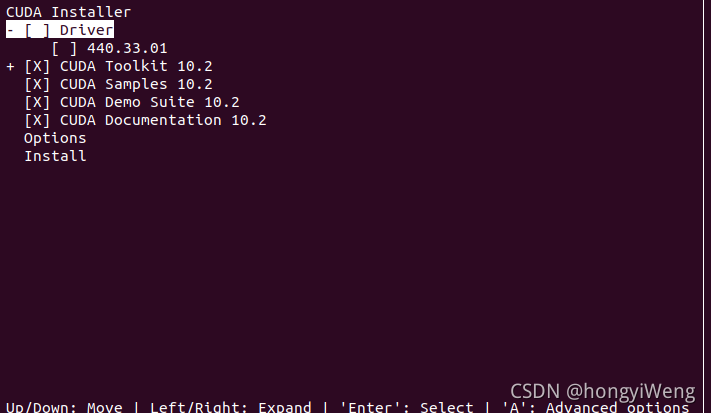 CUDA Installer
- [ ] Driver
     [ ] 440.33.01
+ [X] CUDA Toolkit 10.2
  [X] CUDA Samples 10.2
  [X] CUDA Demo Suite 10.2
  [X] CUDA Documentation 10.2
  Options
  Install
CSDN @hongyiWeng
Up/Down: Move | Left/Right: Expand | 'Enter': Select | 'A': Advanced options